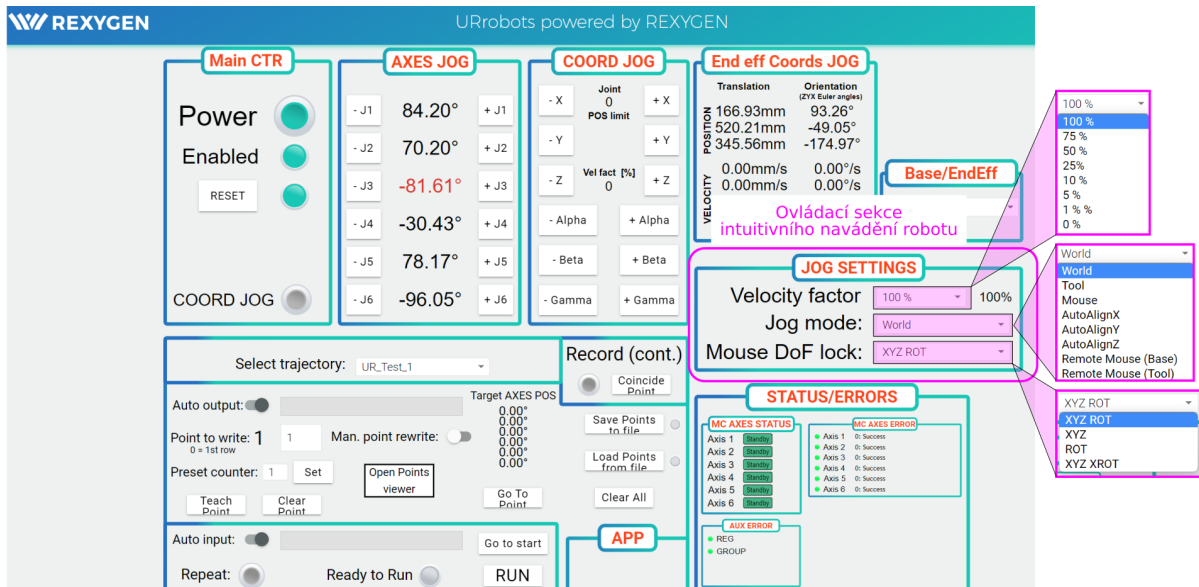 REXYGEN
URrobots powered by REXYGEN
Main CTR
Power
Enabled
RESET
COORD JOG
AXES JOG
- J1 84.20° + J1
- J2 70.20° + J2
- J3 -81.61° + J3
- J4 -30.43° + J4
- J5 78.17° + J5
- J6 -96.05° + J6
COORD JOG
- X Joint + X
0
POS limit
- Y + Y
- Z Vel fact [%] + Z
0
- Alpha + Alpha
- Beta + Beta
- Gamma + Gamma
End eff Coords JOG
Translation Orientation
(ZYX Euler angles)
POSITION
166.93mm 93.26°
520.21mm -49.05°
345.56mm -174.97°
VELOCITY
0.00mm/s 0.00°/s
0.00mm/s 0.00°/s
Base/EndEff
Ovládací sekce
intuitivního navádění robotu
JOG SETTINGS
Velocity factor 100 % 100%
Jog mode: World
Mouse DoF lock: XYZ ROT
100 %
100 %
75 %
50 %
25%
10 %
5 %
1 % %
0 %
World
World
Tool
Mouse
AutoAlignX
AutoAlignY
AutoAlignZ
Remote Mouse (Base)
Remote Mouse (Tool)
XYZ ROT
XYZ ROT
XYZ
ROT
XYZ XROT
Select trajectory: UR_Test_1
Record (cont.)
Coincide
Point
Auto output:
Target AXES POS
0.00°
0.00°
0.00°
0.00°
0.00°
0.00°
Point to write: 1 1
0 = 1st row
Man. point rewrite:
Preset counter: 1 Set
Open Points
viewer
Teach
Point
Clear
Point
Go To
Point
Save Points
to file
Load Points
from file
Clear All
Auto input:
Go to start
Repeat:
Ready to Run
RUN
APP
STATUS/ERRORS
MC AXES STATUS
Axis 1 Standby
Axis 2 Standby
Axis 3 Standby
Axis 4 Standby
Axis 5 Standby
Axis 6 Standby
MC AXES ERROR
Axis 1 0: Success
Axis 2 0: Success
Axis 3 0: Success
Axis 4 0: Success
Axis 5 0: Success
Axis 6 0: Success
AUX ERROR
REG
GROUP